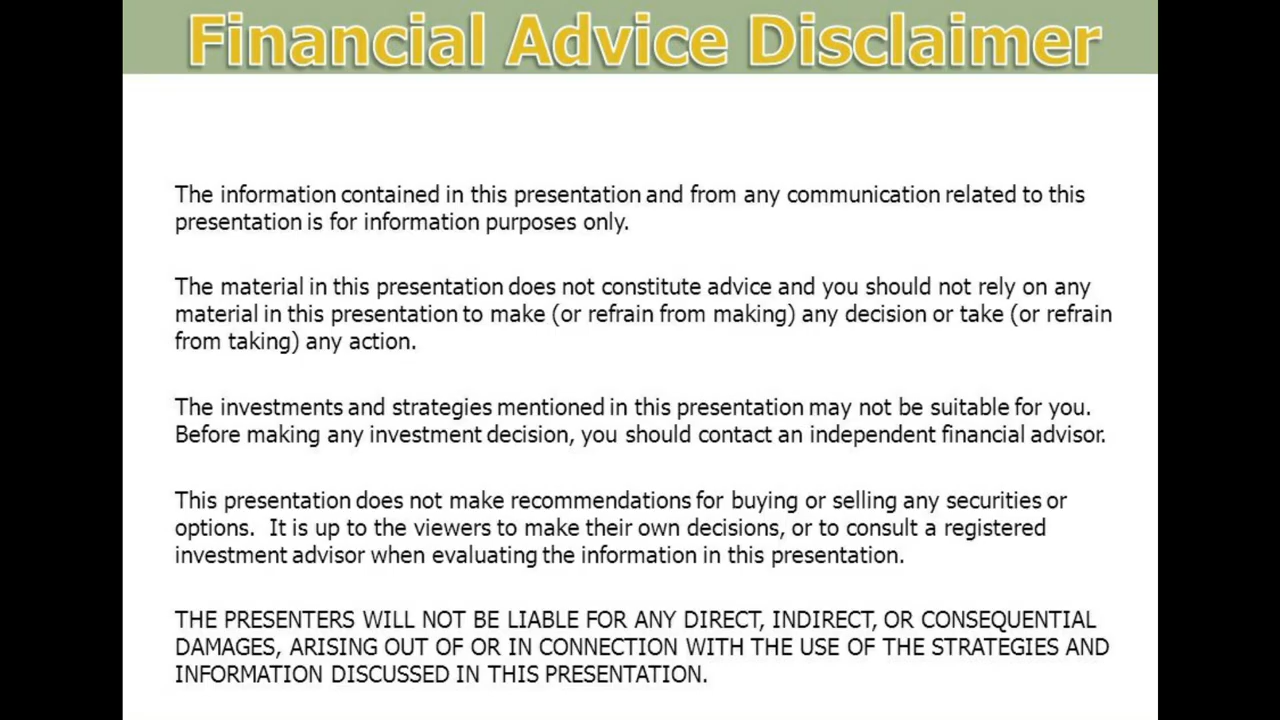 Financial Advice Disclaimer
The information contained in this presentation and from any communication related to this
presentation is for information purposes only.
The material in this presentation does not constitute advice and you should not rely on any
material in this presentation to make (or refrain from making) any decision or take (or refrain
from taking) any action.
The investments and strategies mentioned in this presentation may not be suitable for you.
Before making any investment decision, you should contact an independent financial advisor.
This presentation does not make recommendations for buying or selling any securities or
options.  It is up to the viewers to make their own decisions, or to consult a registered
investment advisor when evaluating the information in this presentation.
THE PRESENTERS WILL NOT BE LIABLE FOR ANY DIRECT, INDIRECT, OR CONSEQUENTIAL
DAMAGES, ARISING OUT OF OR IN CONNECTION WITH THE USE OF THE STRATEGIES AND
INFORMATION DISCUSSED IN THIS PRESENTATION.